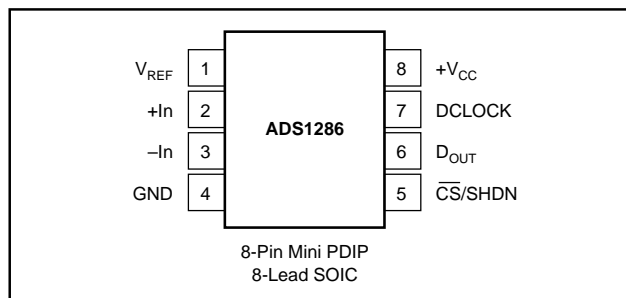 V_REF 1 8 +V_CC
+In 2 7 DCLOCK
ADS1286
–In 3 6 D_OUT
GND 4 5 C̅S̅/SHDN
8-Pin Mini PDIP
8-Lead SOIC